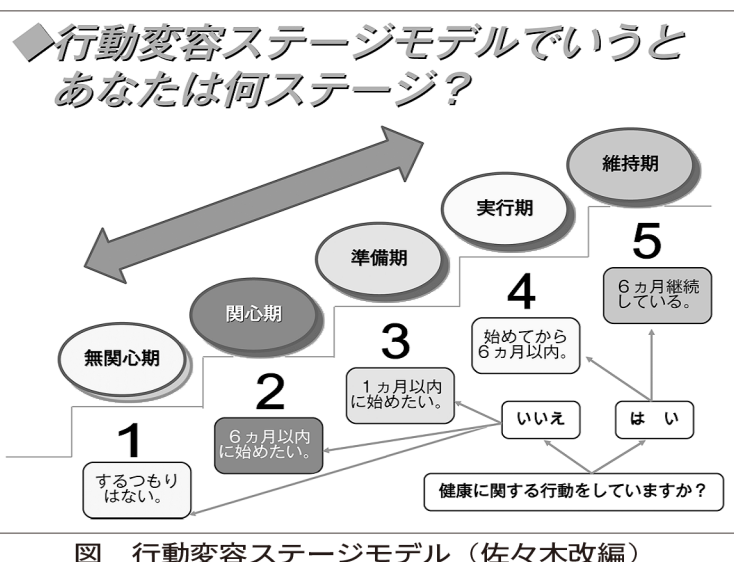 ◆行動変容ステージモデルでいうと
あなたは何ステージ？
維持期
実行期
準備期
関心期
無関心期
5
6ヵ月継続
している。
4
始めてから
6ヵ月以内。
3
1ヵ月以内
に始めたい。
2
6ヵ月以内
に始めたい。
1
するつもり
はない。
いいえ
は い
健康に関する行動をしていますか？
図 行動変容ステージモデル（佐々木改編）